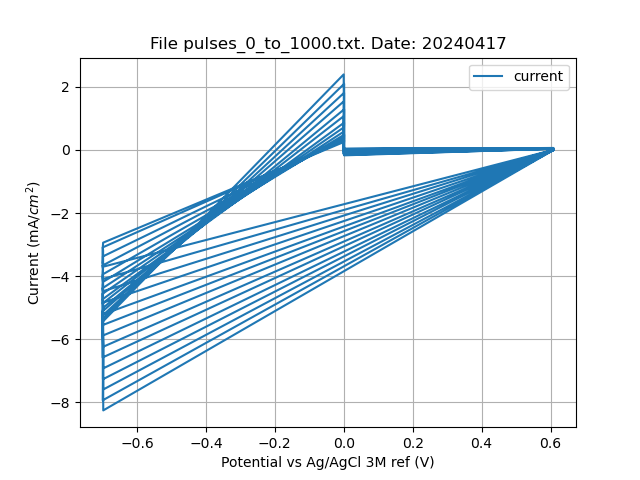 File pulses_0_to_1000.txt. Date: 20240417
current
2
0
−2
−4
−6
−8
Current (mA/cm²)
−0.6 −0.4 −0.2 0.0 0.2 0.4 0.6
Potential vs Ag/AgCl 3M ref (V)